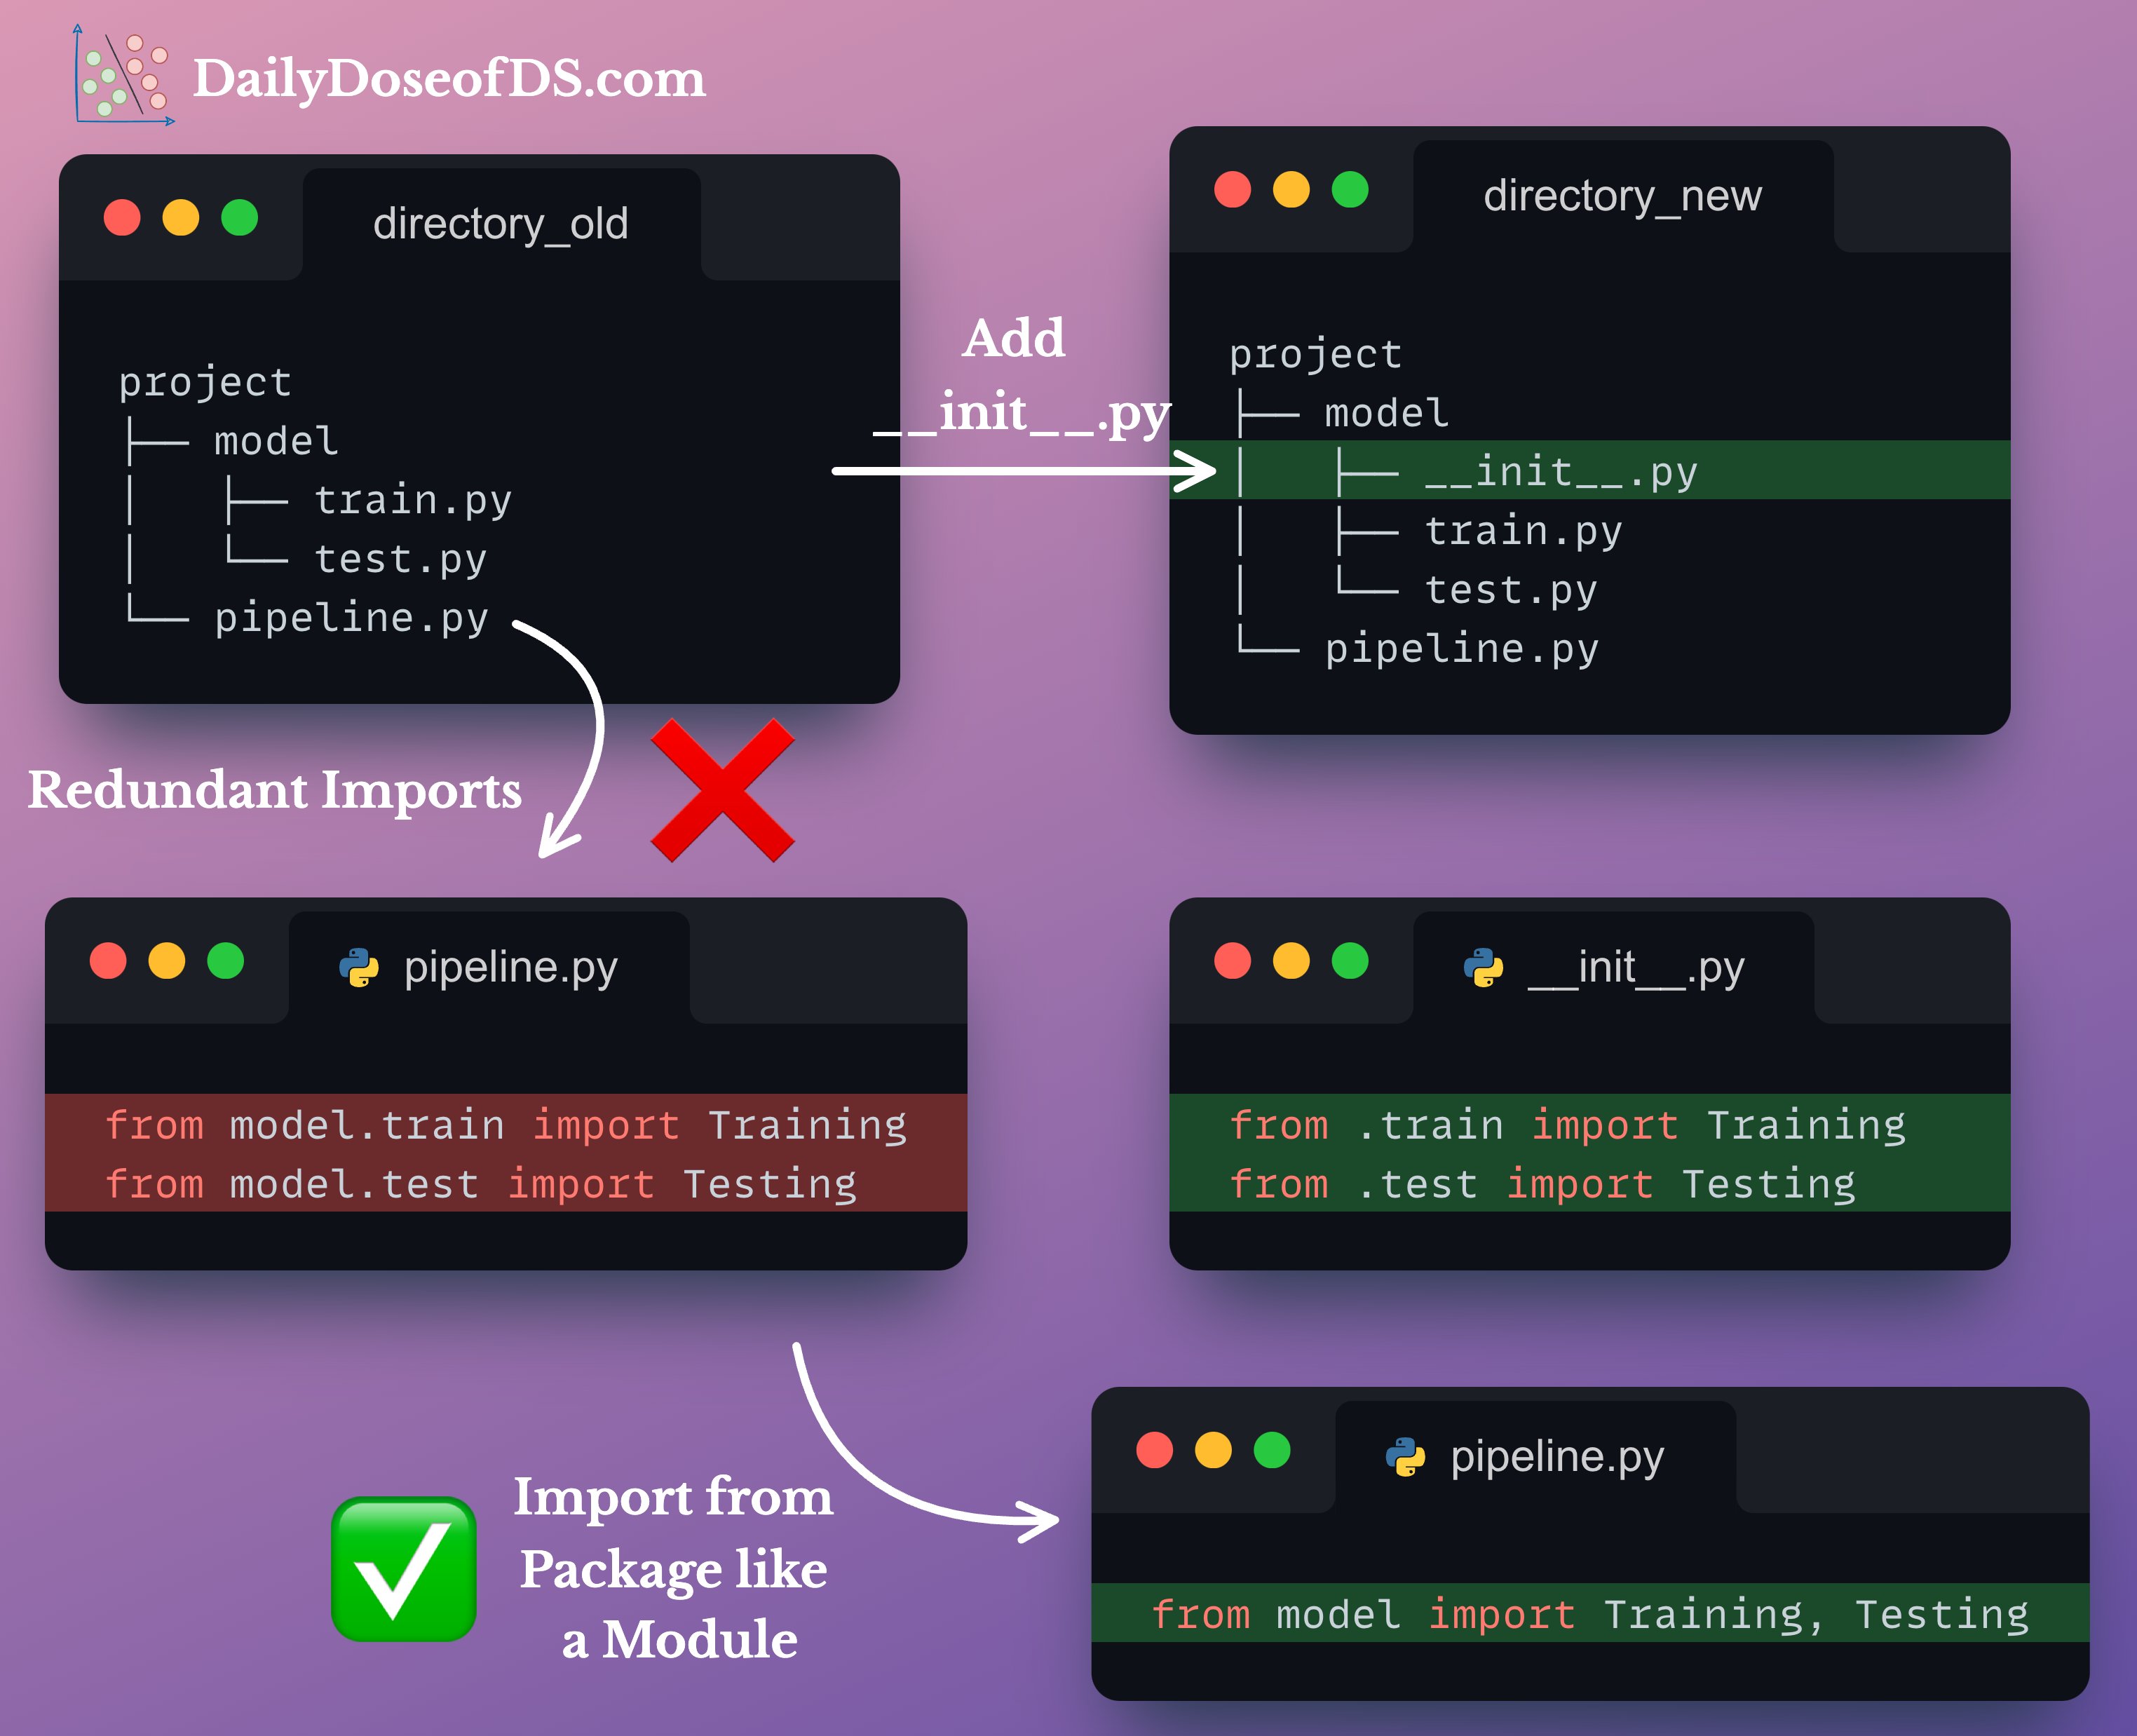 DailyDoseofDS.com
directory_old
project
├── model
│   ├── train.py
│   └── test.py
└── pipeline.py
Add
__init__.py
directory_new
project
├── model
│   ├── __init__.py
│   ├── train.py
│   └── test.py
└── pipeline.py
Redundant Imports
pipeline.py
from model.train import Training
from model.test import Testing
__init__.py
from .train import Training
from .test import Testing
Import from
Package like
a Module
pipeline.py
from model import Training, Testing